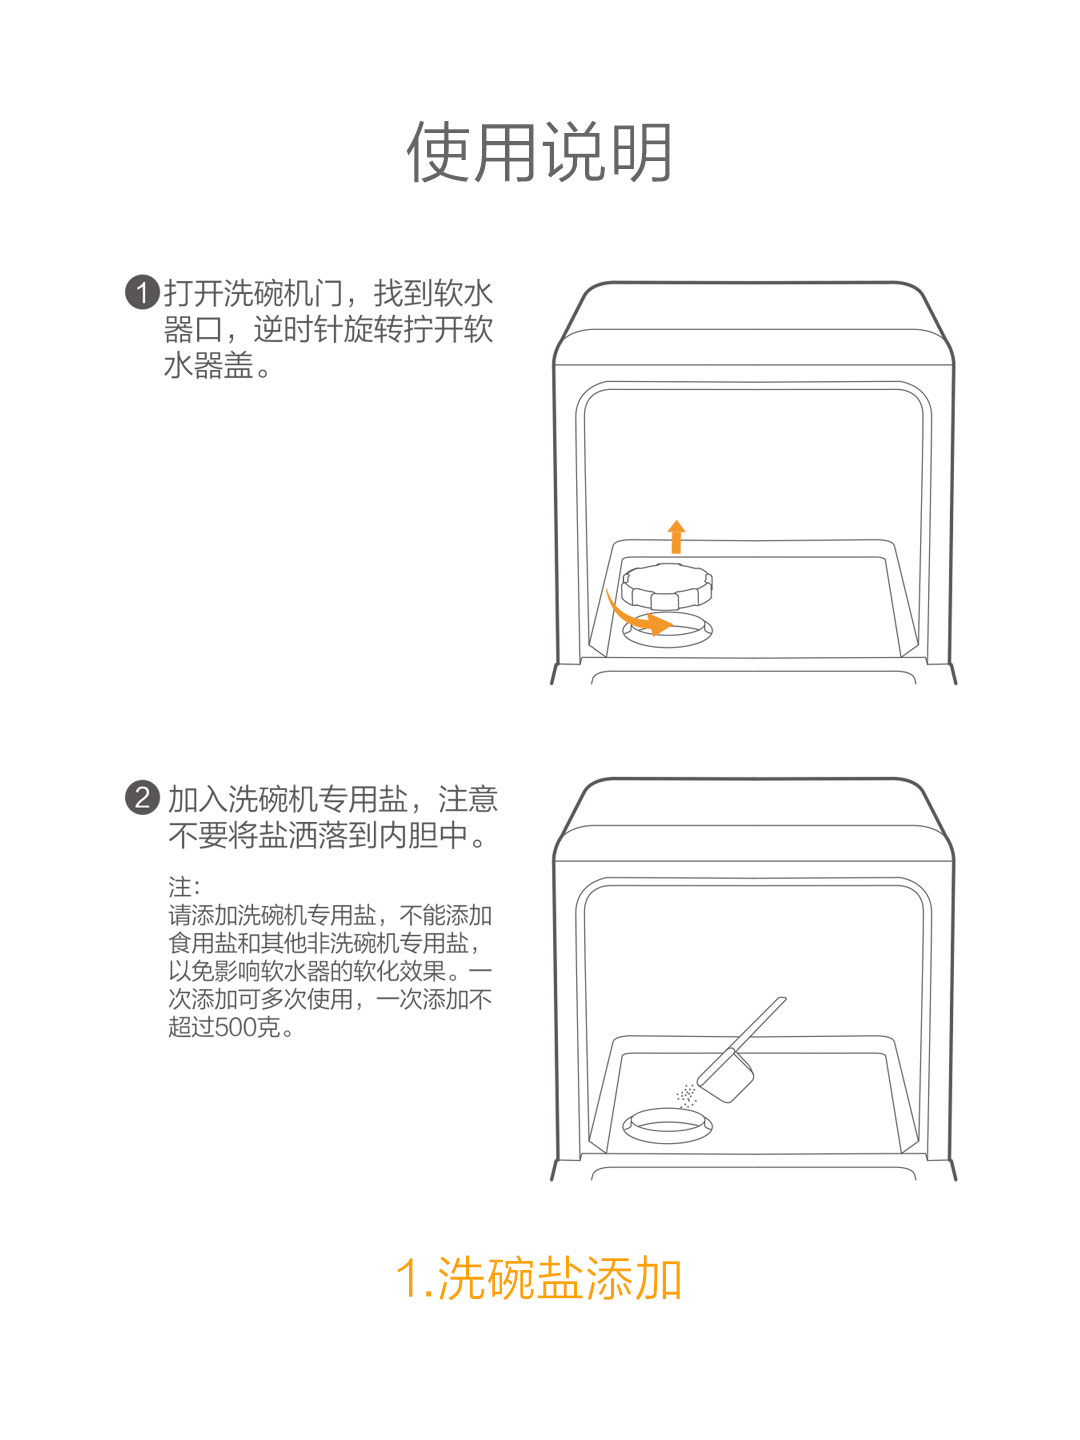 使用说明
1 打开洗碗机门，找到软水
器口，逆时针旋转拧开软
水器盖。
2 加入洗碗机专用盐，注意
不要将盐洒落到内胆中。
注：
请添加洗碗机专用盐，不能添加
食用盐和其他非洗碗机专用盐，
以免影响软水器的软化效果。一
次添加可多次使用，一次添加不
超过500克。
1.洗碗盐添加